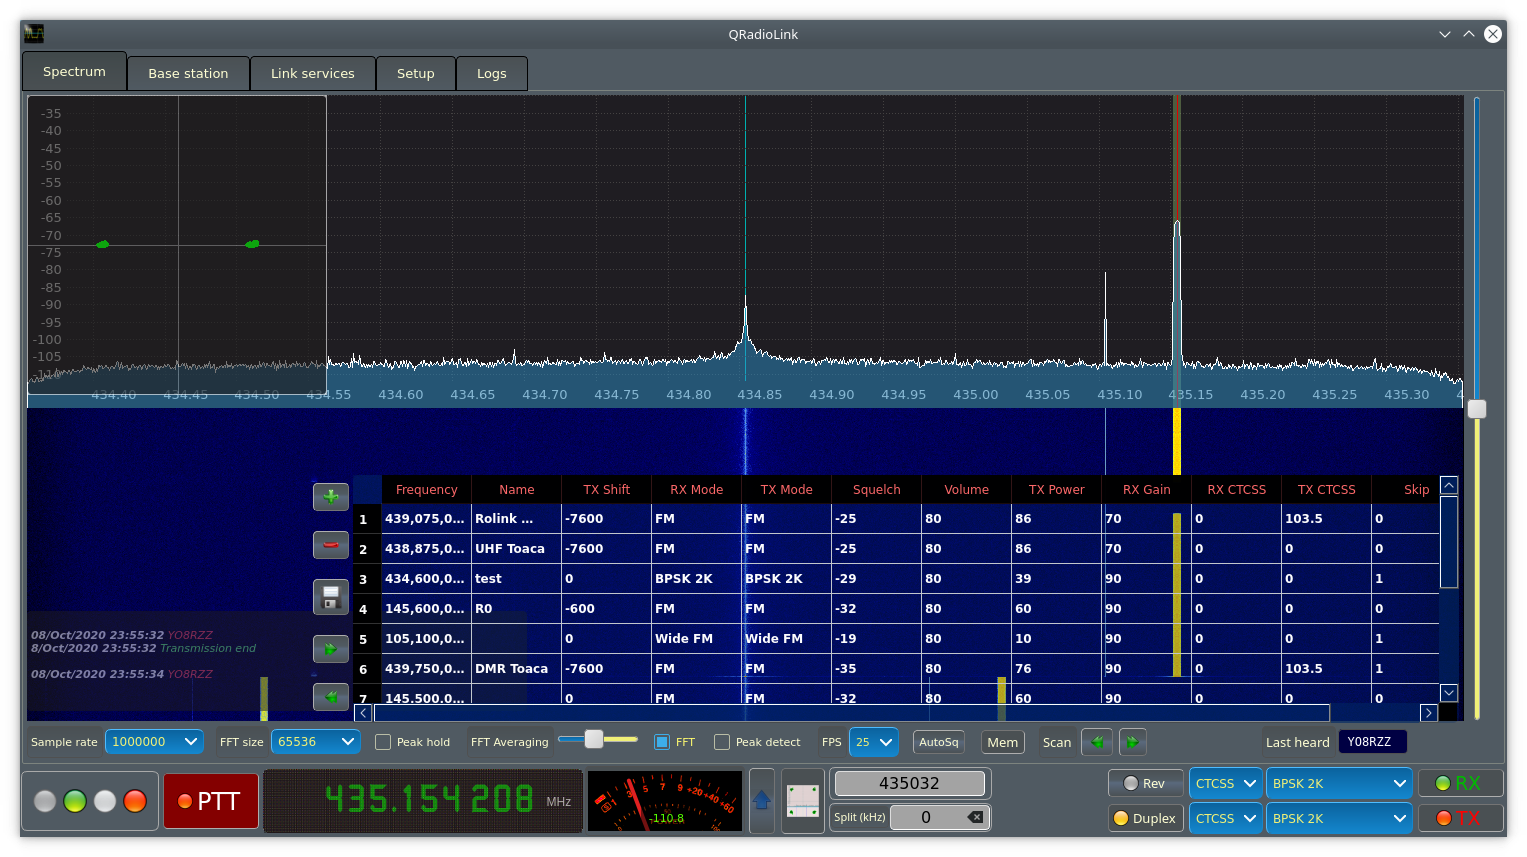 QRadioLink
Spectrum Base station Link services Setup Logs
-35
-40
-45
-50
-55
-60
-65
-70
-75
-80
-85
-90
-95
-100
-105
-110
434.40 434.45 434.50 434.55 434.60 434.65 434.70 434.75 434.80 434.85 434.90 434.95 435.00 435.05 435.10 435.15 435.20 435.25 435.30 4
Frequency Name TX Shift RX Mode TX Mode Squelch Volume TX Power RX Gain RX CTCSS TX CTCSS Skip
1 439,075,0... Rolink ... -7600 FM FM -25 80 86 70 0 103.5 0
2 438,875,0... UHF Toaca -7600 FM FM -25 80 86 70 0 0 0
3 434,600,0... test 0 BPSK 2K BPSK 2K -29 80 39 90 0 0 1
4 145,600,0... R0 -600 FM FM -32 80 60 90 0 0 0
5 105,100,0... 0 Wide FM Wide FM -19 80 10 90 0 0 1
6 439,750,0... DMR Toaca -7600 FM FM -35 80 76 90 0 103.5 1
7 145,500,0... 0 FM FM -32 80 60 90 0 0 0
08/Oct/2020 23:55:32 YO8RZZ
8/Oct/2020 23:55:32 Transmission end
08/Oct/2020 23:55:34 YO8RZZ
Sample rate 1000000 FFT size 65536 Peak hold FFT Averaging FFT Peak detect FPS 25 AutoSq Mem Scan Last heard YO8RZZ
PTT 435.154 208 MHz
1 3 5 7 9 +20 +40 +60
-110.8
435032
Split (kHz) 0
Rev CTCSS BPSK 2K RX
Duplex CTCSS BPSK 2K TX